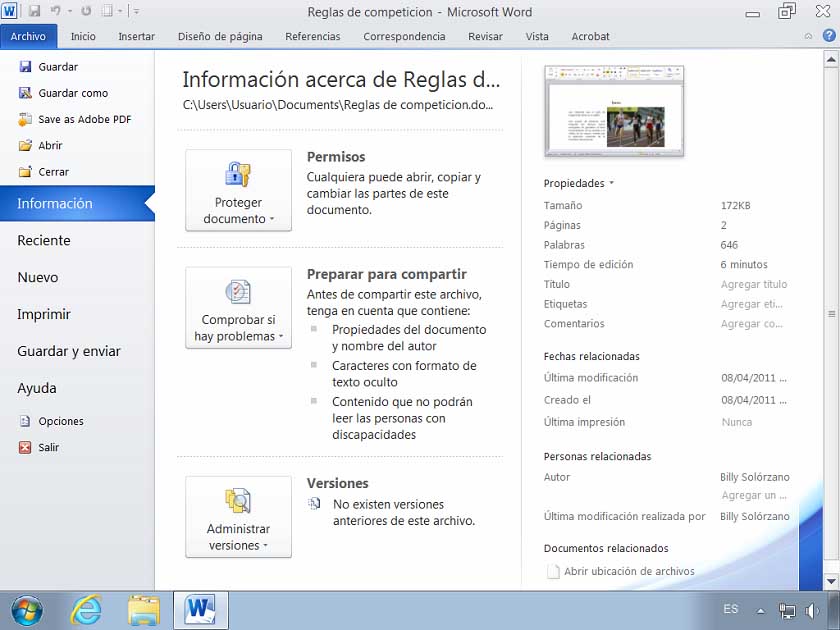 Reglas de competicion - Microsoft Word
Archivo Inicio Insertar Diseño de página Referencias Correspondencia Revisar Vista Acrobat
Guardar
Guardar como
Save as Adobe PDF
Abrir
Cerrar
Información
Reciente
Nuevo
Imprimir
Guardar y enviar
Ayuda
Opciones
Salir
Información acerca de Reglas d...
C:\Users\Usuario\Documents\Reglas de competicion.do...
Proteger
documento
Permisos
Cualquiera puede abrir, copiar y
cambiar las partes de este
documento.
Comprobar si
hay problemas
Preparar para compartir
Antes de compartir este archivo,
tenga en cuenta que contiene:
Propiedades del documento
y nombre del autor
Caracteres con formato de
texto oculto
Contenido que no podrán
leer las personas con
discapacidades
Administrar
versiones
Versiones
No existen versiones
anteriores de este archivo.
Propiedades
Tamaño 172KB
Páginas 2
Palabras 646
Tiempo de edición 6 minutos
Título Agregar título
Etiquetas Agregar eti...
Comentarios Agregar co...
Fechas relacionadas
Última modificación 08/04/2011 ...
Creado el 08/04/2011 ...
Última impresión Nunca
Personas relacionadas
Autor Billy Solórzano
Agregar un ...
Última modificación realizada por Billy Solórzano
Documentos relacionados
Abrir ubicación de archivos
ES